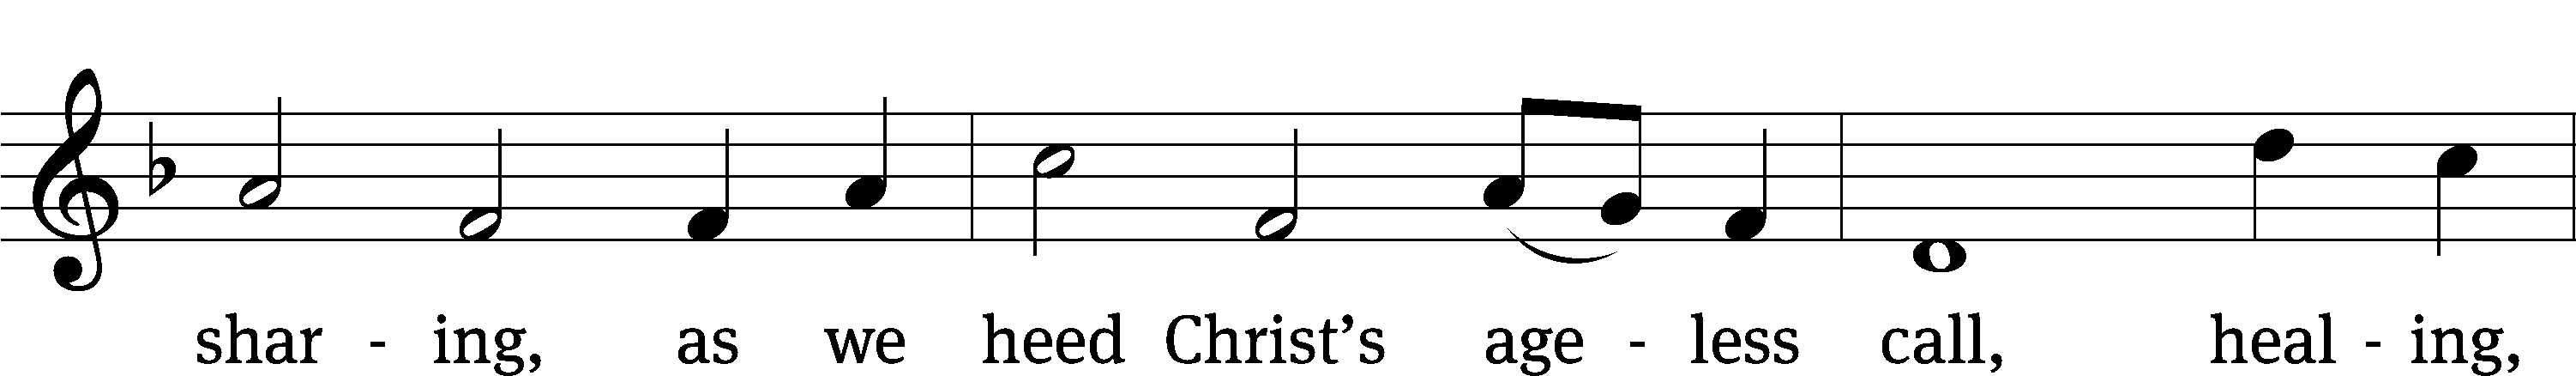 shar - ing, as we heed Christ’s age - less call, heal - ing,